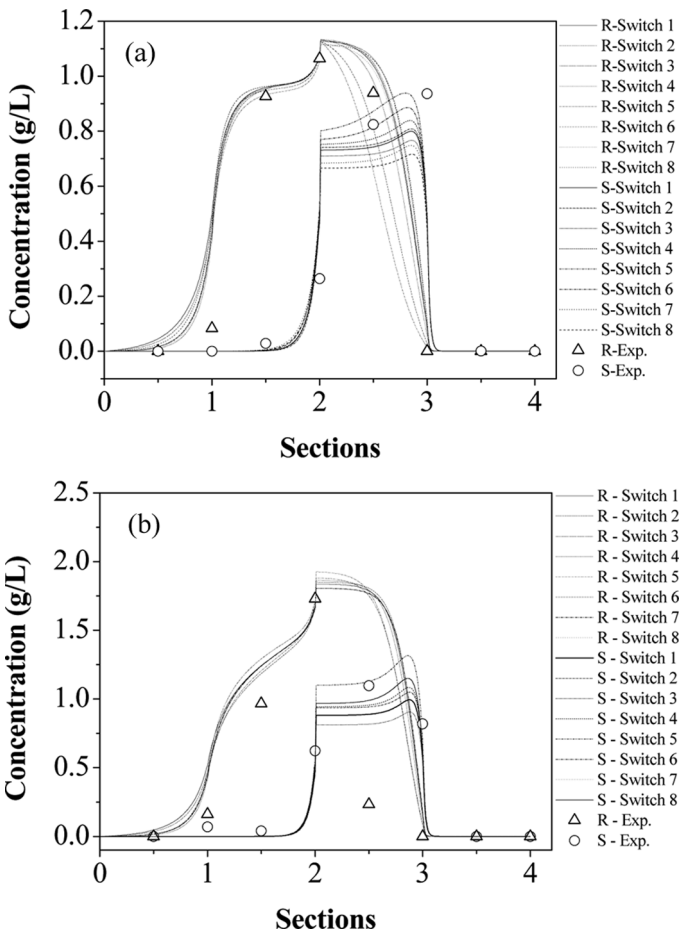 (a)
Concentration (g/L)
1.2
1.0
0.8
0.6
0.4
0.2
0.0
0 1 2 3 4
Sections
R-Switch 1
R-Switch 2
R-Switch 3
R-Switch 4
R-Switch 5
R-Switch 6
R-Switch 7
R-Switch 8
S-Switch 1
S-Switch 2
S-Switch 3
S-Switch 4
S-Switch 5
S-Switch 6
S-Switch 7
S-Switch 8
R-Exp.
S-Exp.
(b)
Concentration (g/L)
2.5
2.0
1.5
1.0
0.5
0.0
0 1 2 3 4
Sections
R - Switch 1
R - Switch 2
R - Switch 3
R - Switch 4
R - Switch 5
R - Switch 6
R - Switch 7
R - Switch 8
S - Switch 1
S - Switch 2
S - Switch 3
S - Switch 4
S - Switch 5
S - Switch 6
S - Switch 7
S - Switch 8
R - Exp.
S - Exp.